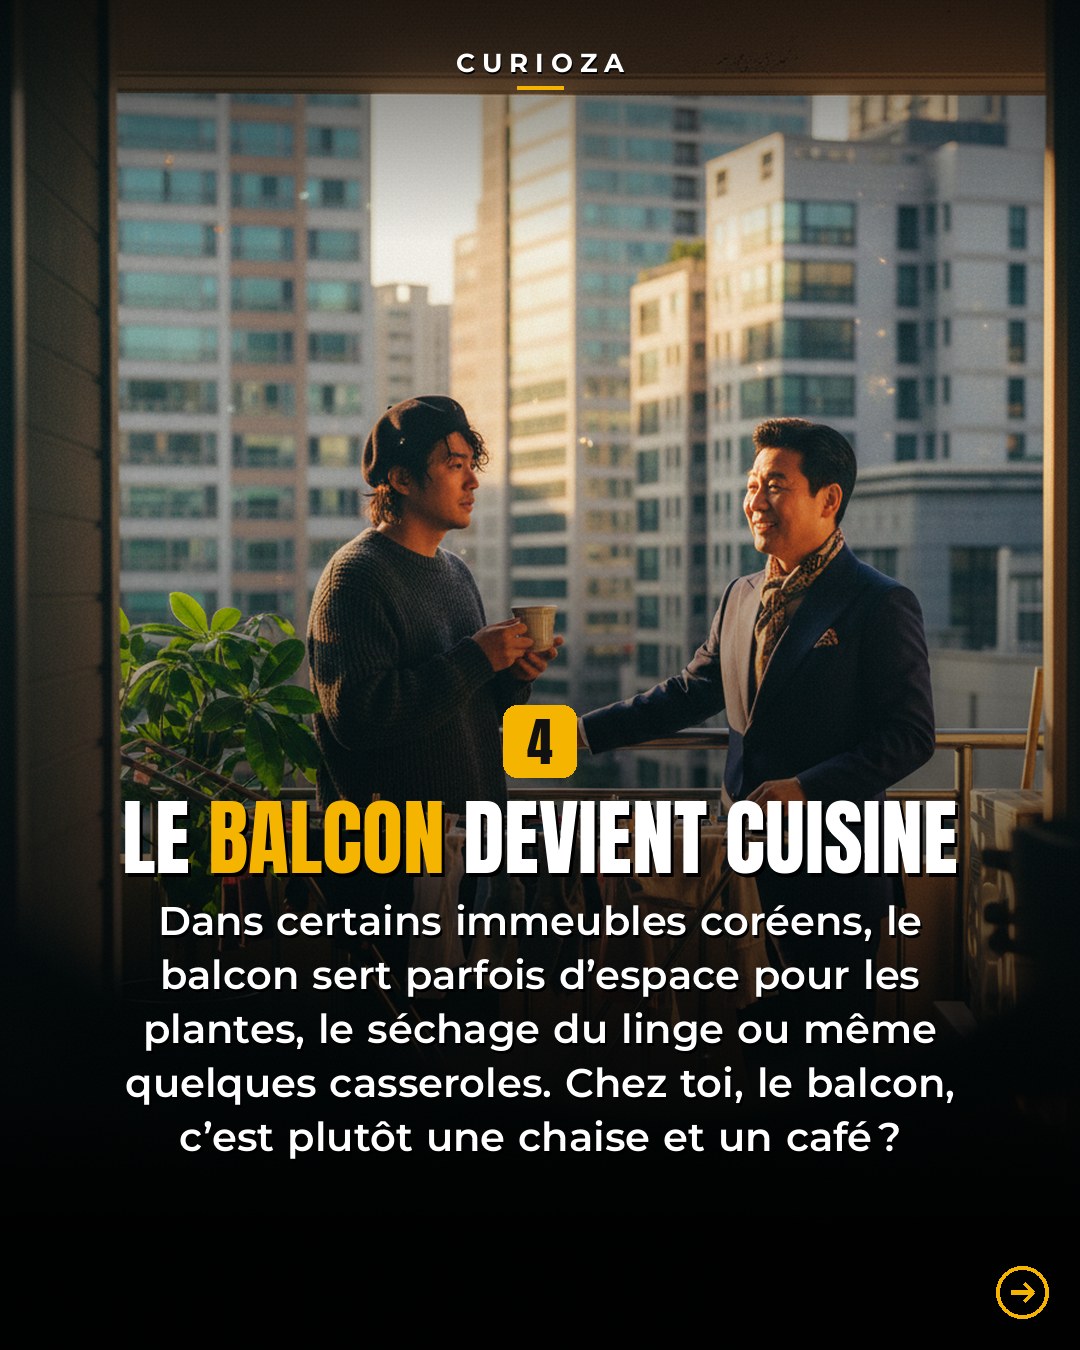 CURIOZA
4
LE BALCON DEVIENT CUISINE
Dans certains immeubles coréens, le
balcon sert parfois d’espace pour les
plantes, le séchage du linge ou même
quelques casseroles. Chez toi, le balcon,
c’est plutôt une chaise et un café ?